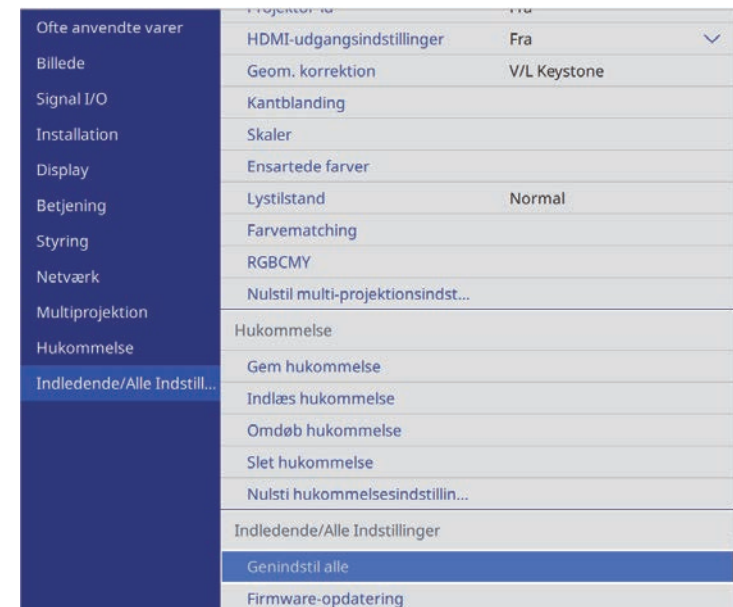 Ofte anvendte varer
Billede
Signal I/O
Installation
Display
Betjening
Styring
Netværk
Multiprojektion
Hukommelse
Indledende/Alle Indstill...
HDMI-udgangsindstillinger Fra
Geom. korrektion V/L Keystone
Kantblanding
Skaler
Ensartede farver
Lystilstand Normal
Farvematching
RGBCMY
Nulstil multi-projektionsindst...
Hukommelse
Gem hukommelse
Indlæs hukommelse
Omdøb hukommelse
Slet hukommelse
Nulsti hukommelsesindstillin...
Indledende/Alle Indstillinger
Genindstil alle
Firmware-opdatering